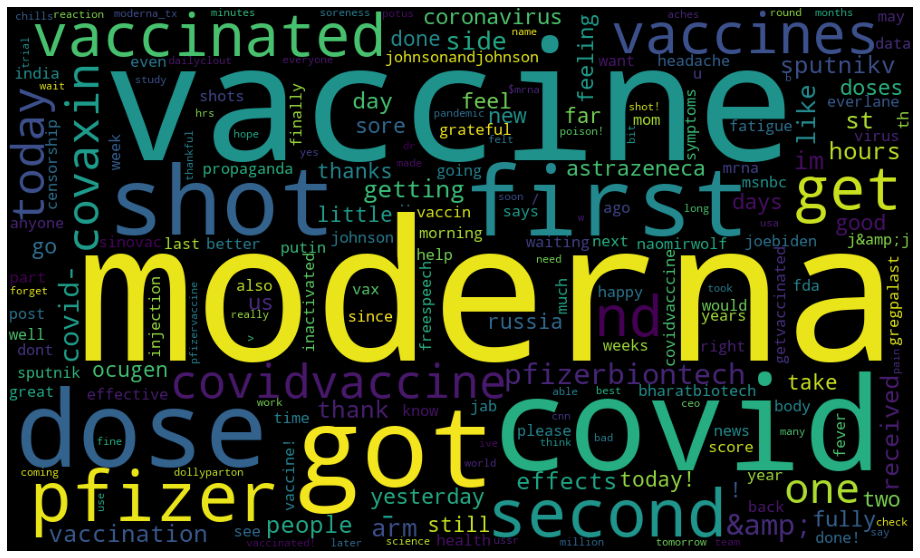 chills reaction moderna_tx minutes soreness potus aches round months
trial vaccinated coronavirus name everyone may data
wait india study dailyclout done side feeling want vaccines
even johnsonandjohnson headache u b sputnikv
today censorship covaxin vaccine $mrna doses
week shots hrs finally feel day new far pandemic shot! poison! mom symptoms like everlane
thankful hope sore grateful dr bit fatigue st th virus
yes made felt im
propaganda thanks going astrazeneca mrna hours
shot getting first msnbc get
anyone little vaccin soon / says ago days good
go sinovac last better putin johnson morning w long usa
covid- help waiting next naomirwolf joebiden j&amp;j
part moderna need much fda
forget also vax us since happy took would years covidvacccine getvaccinated gregpalast
post injection really inactivated freespeech russia
well dont pfizervaccine > weeks right nd received pain
sputnik ocugen
great effective covidvaccine pfizerbiontech take
work thank know able best bharatbiotech
dose time jab please cnn ceo news body many
fine got think bad covid score fever
coming dollyparton ive world effects today! year one
pfizer use vaccine! yesterday
people - still second ! back two
vaccination see arm &amp; fully check
vaccinated! later science health ussr million tomorrow team done! say